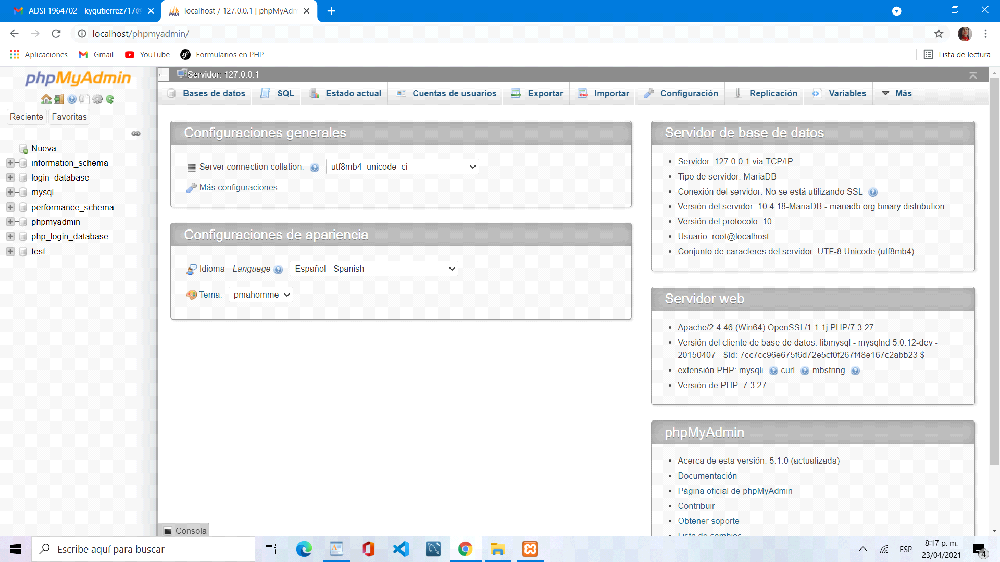 ADSI 1964702 - kygutierrez717@
localhost / 127.0.0.1 | phpMyAdm
localhost/phpmyadmin/
Aplicaciones
Gmail
YouTube
Formularios en PHP
Lista de lectura
phpMyAdmin
Reciente
Favoritas
Nueva
information_schema
login_database
mysql
performance_schema
phpmyadmin
php_login_database
test
Servidor: 127.0.0.1
Bases de datos
SQL
Estado actual
Cuentas de usuarios
Exportar
Importar
Configuración
Replicación
Variables
Más
Configuraciones generales
Server connection collation:
utf8mb4_unicode_ci
Más configuraciones
Configuraciones de apariencia
Idioma - Language
Español - Spanish
Tema:
pmahomme
Servidor de base de datos
Servidor: 127.0.0.1 via TCP/IP
Tipo de servidor: MariaDB
Conexión del servidor: No se está utilizando SSL
Versión del servidor: 10.4.18-MariaDB - mariadb.org binary distribution
Versión del protocolo: 10
Usuario: root@localhost
Conjunto de caracteres del servidor: UTF-8 Unicode (utf8mb4)
Servidor web
Apache/2.4.46 (Win64) OpenSSL/1.1.1j PHP/7.3.27
Versión del cliente de base de datos: libmysql - mysqlnd 5.0.12-dev -
20150407 - $Id: 7cc7cc96e675f6d72e5cf0f267f48e167c2abb23 $
extensión PHP: mysqli curl mbstring
Versión de PHP: 7.3.27
phpMyAdmin
Acerca de esta versión: 5.1.0 (actualizada)
Documentación
Página oficial de phpMyAdmin
Contribuir
Obtener soporte
Lista de cambios
Consola
Escribe aquí para buscar
ESP
8:17 p. m.
23/04/2021
4